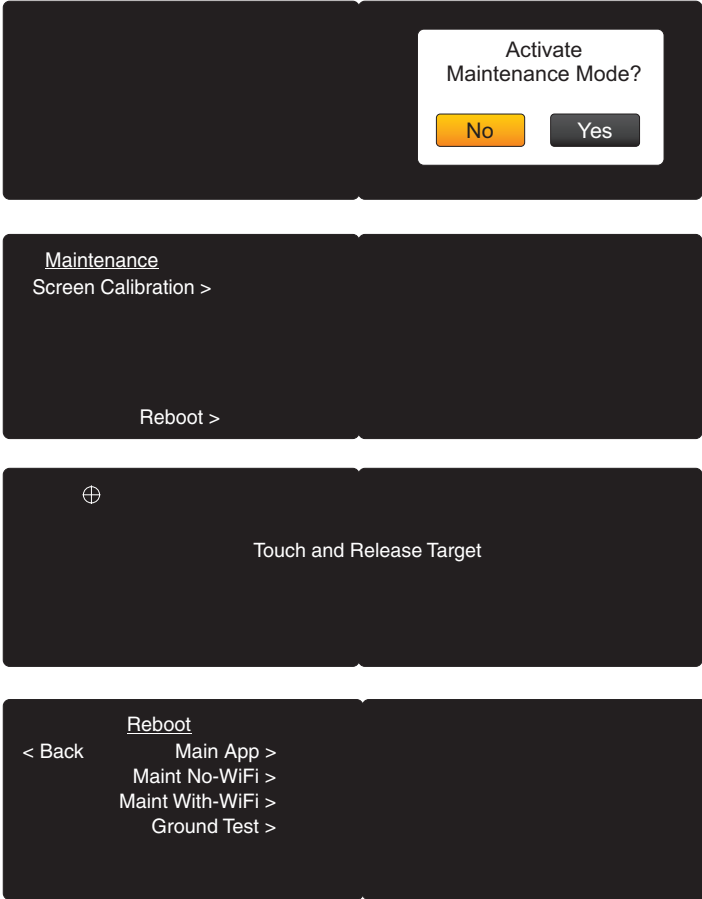 Activate
Maintenance Mode?
No Yes
Maintenance
Screen Calibration >
Reboot >
Touch and Release Target
Reboot
< Back Main App >
Maint No-WiFi >
Maint With-WiFi >
Ground Test >